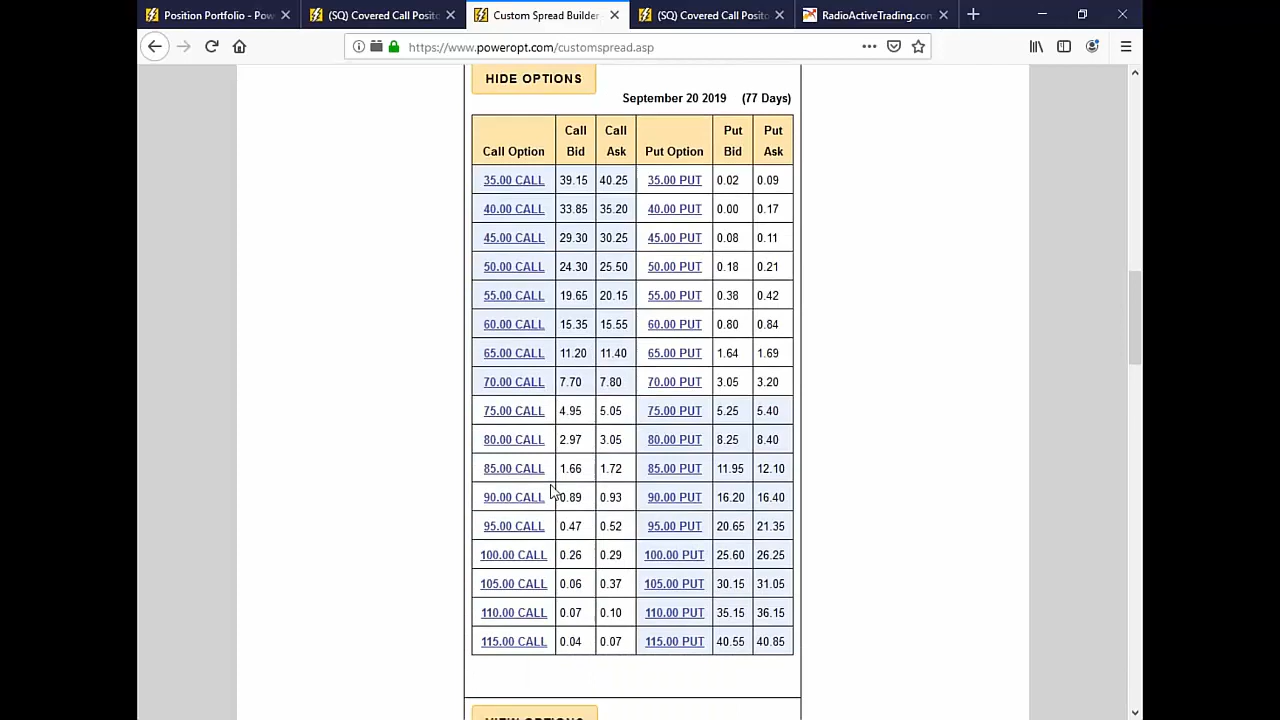 Position Portfolio - Pow
(SQ) Covered Call Posito
Custom Spread Builder
(SQ) Covered Call Posito
RadioActiveTrading.com
https://www.poweropt.com/customspread.asp
HIDE OPTIONS
September 20 2019 (77 Days)
Call Option Call Bid Call Ask Put Option Put Bid Put Ask
35.00 CALL 39.15 40.25 35.00 PUT 0.02 0.09
40.00 CALL 33.85 35.20 40.00 PUT 0.00 0.17
45.00 CALL 29.30 30.25 45.00 PUT 0.08 0.11
50.00 CALL 24.30 25.50 50.00 PUT 0.18 0.21
55.00 CALL 19.65 20.15 55.00 PUT 0.38 0.42
60.00 CALL 15.35 15.55 60.00 PUT 0.80 0.84
65.00 CALL 11.20 11.40 65.00 PUT 1.64 1.69
70.00 CALL 7.70 7.80 70.00 PUT 3.05 3.20
75.00 CALL 4.95 5.05 75.00 PUT 5.25 5.40
80.00 CALL 2.97 3.05 80.00 PUT 8.25 8.40
85.00 CALL 1.66 1.72 85.00 PUT 11.95 12.10
90.00 CALL 0.89 0.93 90.00 PUT 16.20 16.40
95.00 CALL 0.47 0.52 95.00 PUT 20.65 21.35
100.00 CALL 0.26 0.29 100.00 PUT 25.60 26.25
105.00 CALL 0.06 0.37 105.00 PUT 30.15 31.05
110.00 CALL 0.07 0.10 110.00 PUT 35.15 36.15
115.00 CALL 0.04 0.07 115.00 PUT 40.55 40.85
VIEW OPTIONS